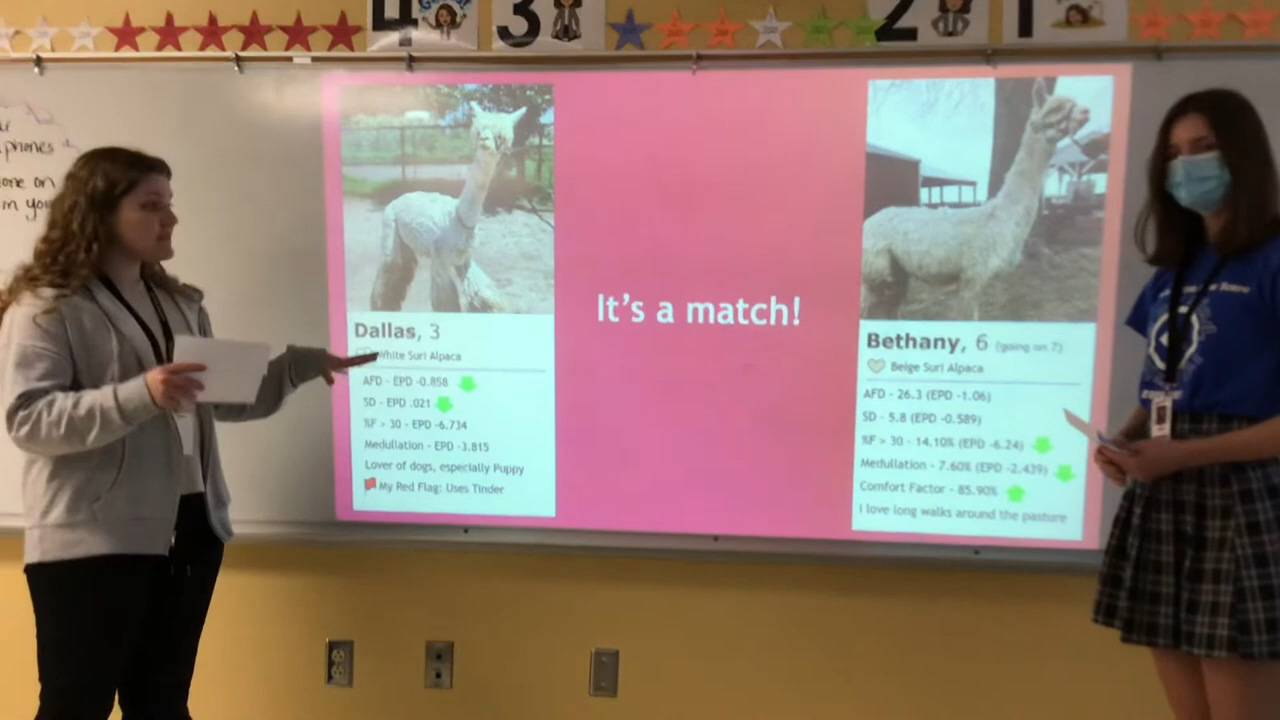 4
3
2
1
phones
one on
m you
It's a match!
Dallas, 3
White Suri Alpaca
AFD - EPD -0.858
SD - EPD .021
%F > 30 - EPD -6.734
Medullation - EPD -3.815
Lover of dogs, especially Puppy
My Red Flag: Uses Tinder
Bethany, 6 (going on 7)
Beige Suri Alpaca
AFD - 26.3 (EPD -1.06)
SD - 5.8 (EPD -0.589)
%F > 30 - 14.10% (EPD -6.24)
Medullation - 7.60% (EPD -2.439)
Comfort Factor - 85.90%
I love long walks around the pasture